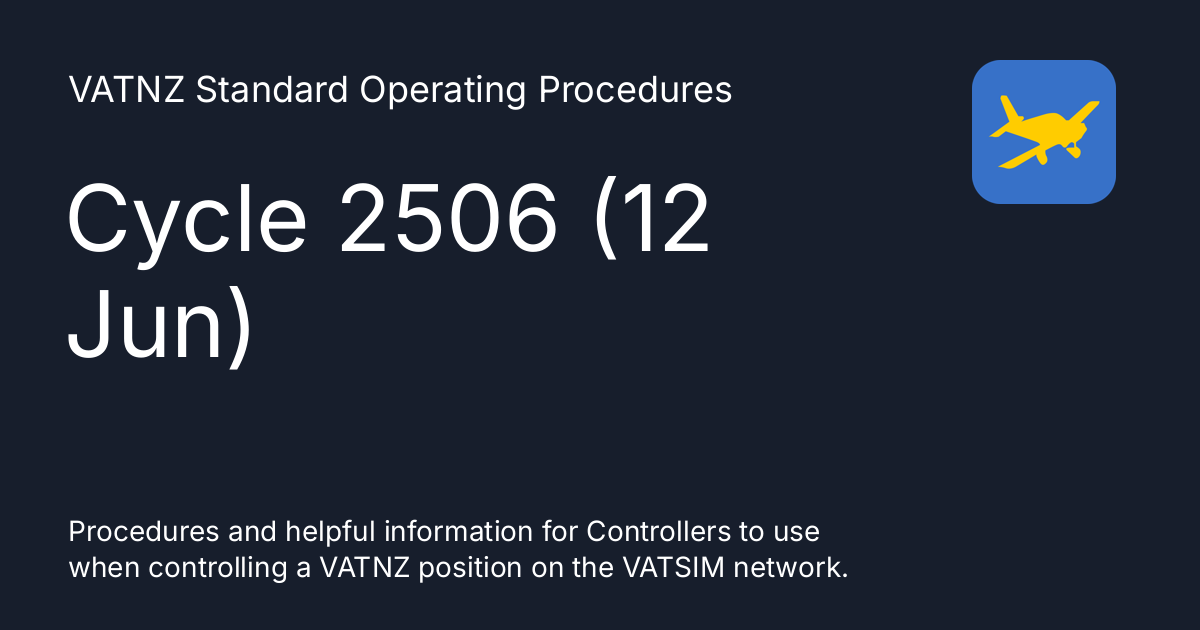 VATNZ Standard Operating Procedures
Cycle 2506 (12
Jun)
Procedures and helpful information for Controllers to use
when controlling a VATNZ position on the VATSIM network.